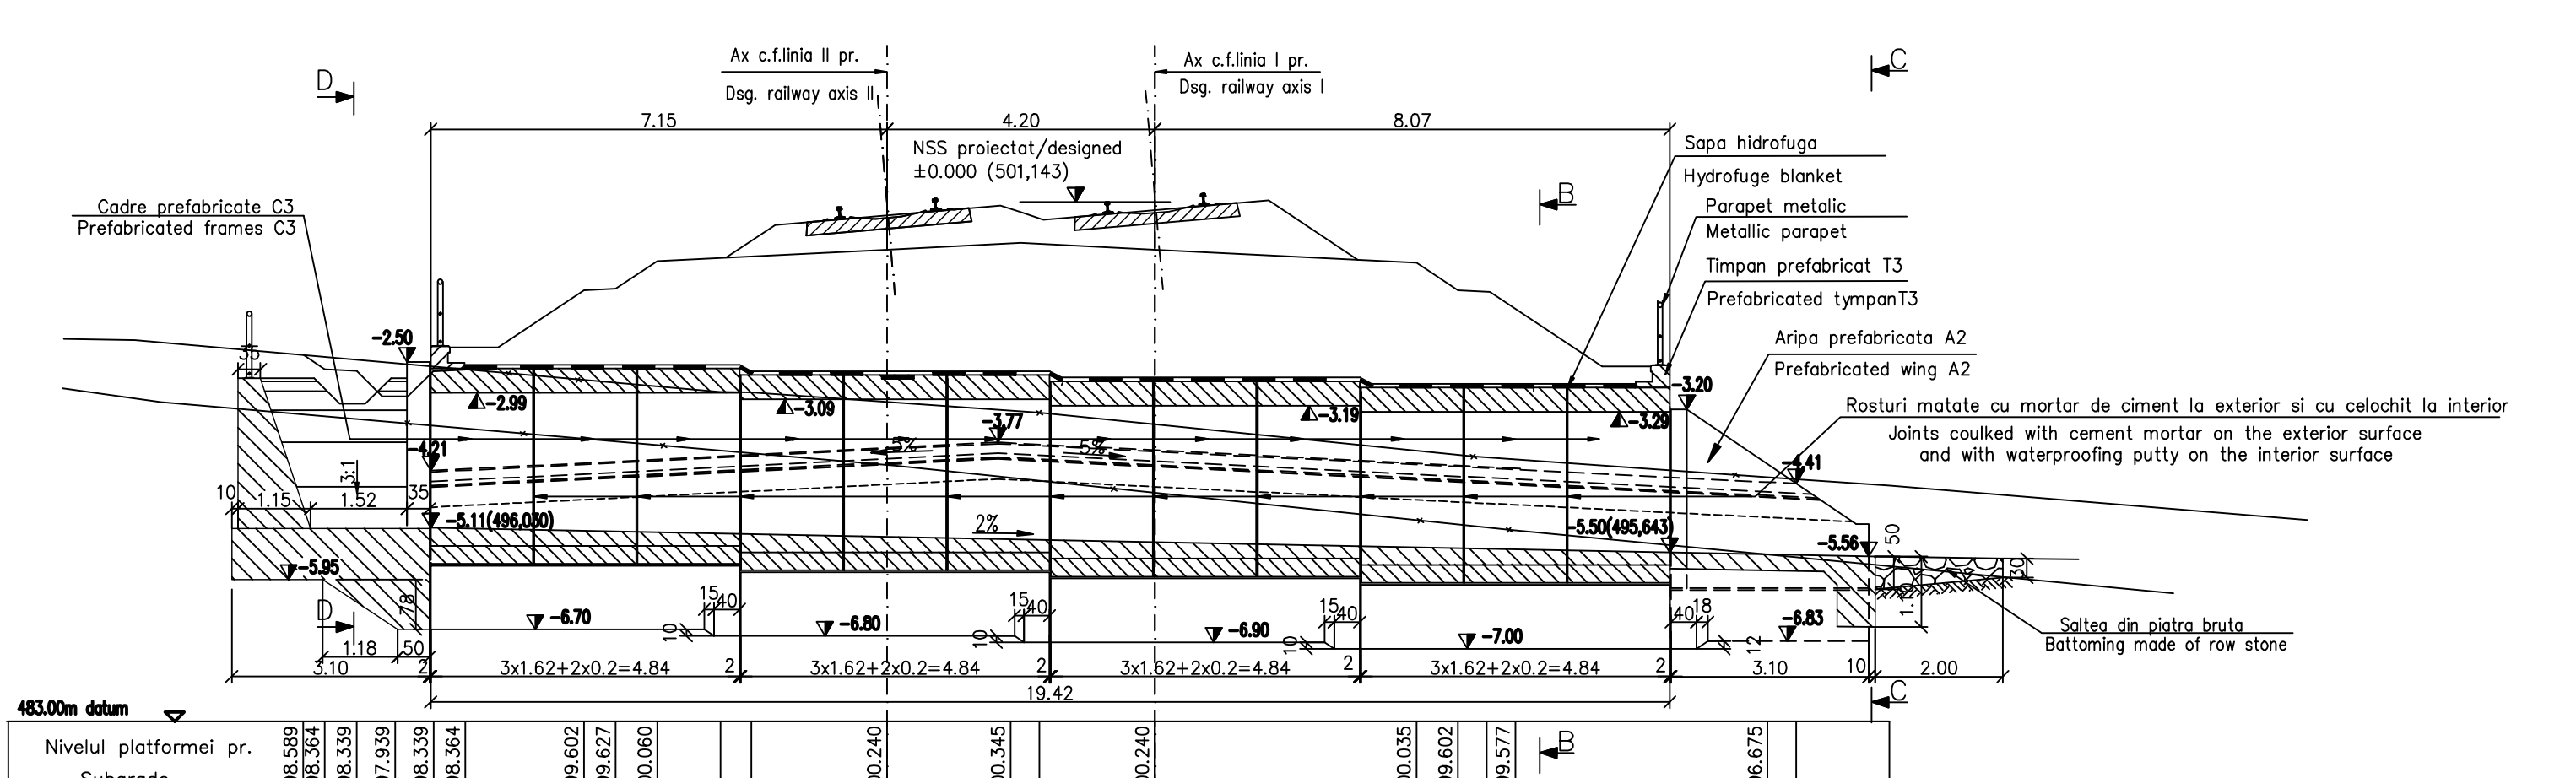 Ax c.f.linia II pr.
Dsg. railway axis II
Ax c.f.linia I pr.
Dsg. railway axis I
D
C
7.15
4.20
8.07
NSS proiectat/designed
±0.000 (501,143)
B
Sapa hidrofuga
Hydrofuge blanket
Parapet metalic
Metallic parapet
Timpan prefabricat T3
Prefabricated tympanT3
Aripa prefabricata A2
Prefabricated wing A2
Rosturi matate cu mortar de ciment la exterior si cu celochit la interior
Joints coulked with cement mortar on the exterior surface
and with waterproofing putty on the interior surface
Cadre prefabricate C3
Prefabricated frames C3
-2.50
35
-2.99
-3.09
-3.19
-3.29
-3.20
-3.77
-4.21
-4.41
5%
5%
3:1
10
1.15
1.52
35
-5.11(496,030)
2%
-5.50(495,643)
-5.56
50
30
-5.95
D
78
-6.70
15
40
10
-6.80
15
40
10
-6.90
15
40
10
-7.00
40
18
12
-6.83
Saltea din piatra bruta
Battoming made of row stone
1.18
50
3.10
2
3x1.62+2x0.2=4.84
2
3x1.62+2x0.2=4.84
2
3x1.62+2x0.2=4.84
2
3x1.62+2x0.2=4.84
2
3.10
10
2.00
19.42
C
483.00m datum
Nivelul platformei pr.
B